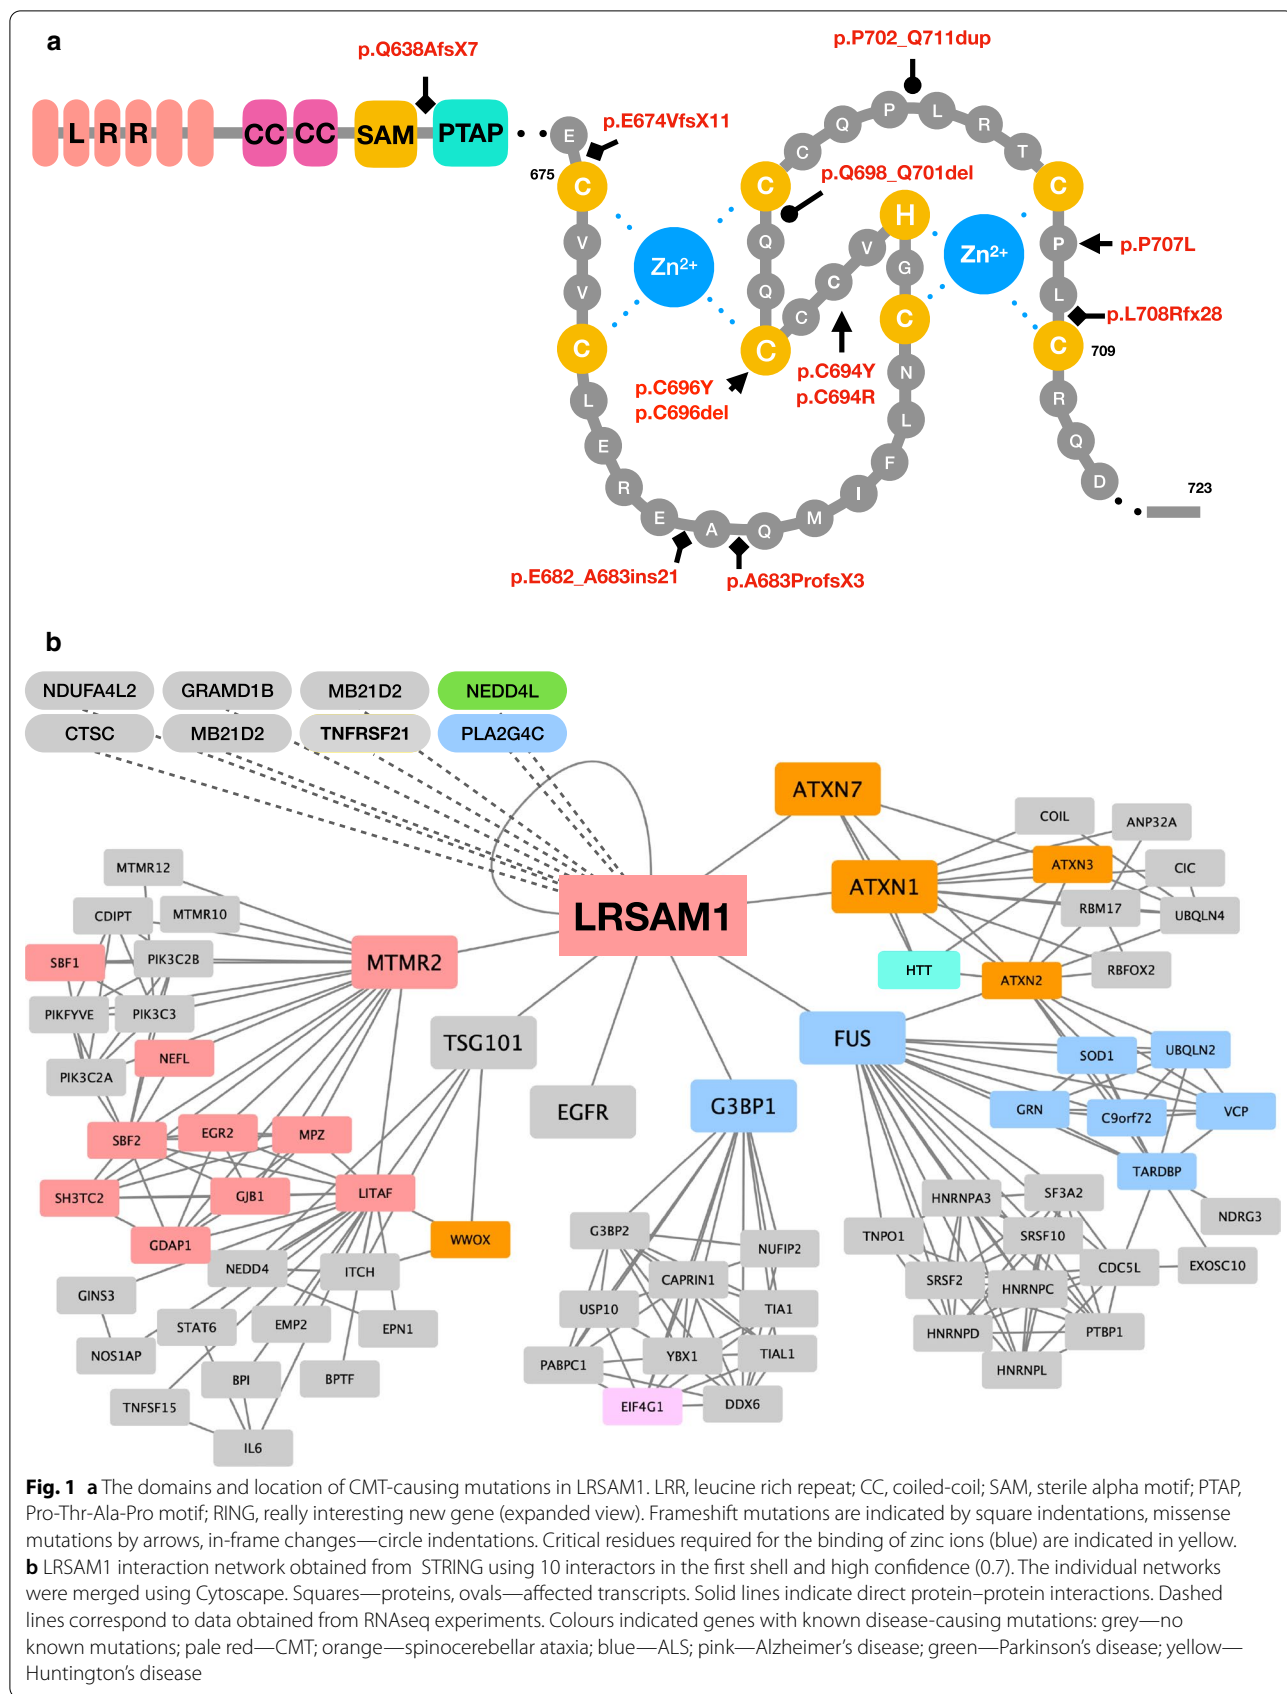 a
p.Q638AfsX7
L R R CC CC SAM PTAP
E
p.E674VfsX11
675
C
V
V
C
L
E
R
E
A
Q
M
I
F
L
N
C
G
H
V
C
C
C
Q
Q
C
C
Q
P
L
R
T
C
P
L
C
709
R
Q
D
723
Zn2+
Zn2+
p.P702_Q711dup
p.Q698_Q701del
p.P707L
p.L708Rfx28
p.C696Y
p.C696del
p.C694Y
p.C694R
p.E682_A683ins21
p.A683ProfsX3
b
NDUFA4L2 GRAMD1B MB21D2 NEDD4L
CTSC MB21D2 TNFRSF21 PLA2G4C
ATXN7
COIL
ANP32A
ATXN1
ATXN3
CIC
RBM17
UBQLN4
LRSAM1
MTMR12
CDIPT
MTMR10
SBF1
PIK3C2B
MTMR2
HTT
ATXN2
RBFOX2
PIKFYVE
PIK3C3
NEFL
PIK3C2A
TSG101
FUS
SOD1
UBQLN2
EGFR
G3BP1
GRN
C9orf72
VCP
SBF2
EGR2
MPZ
TARDBP
SH3TC2
GJB1
LITAF
HNRNPA3
SF3A2
NDRG3
GDAP1
WWOX
G3BP2
NUFIP2
TNPO1
SRSF10
NEDD4
ITCH
CAPRIN1
SRSF2
HNRNPC
CDC5L
EXOSC10
GINS3
USP10
TIA1
STAT6
EMP2
EPN1
HNRNPD
PTBP1
NOS1AP
PABPC1
YBX1
TIAL1
HNRNPL
BPI
BPTF
TNFSF15
EIF4G1
DDX6
IL6
Fig. 1 a The domains and location of CMT-causing mutations in LRSAM1. LRR, leucine rich repeat; CC, coiled-coil; SAM, sterile alpha motif; PTAP,
Pro-Thr-Ala-Pro motif; RING, really interesting new gene (expanded view). Frameshift mutations are indicated by square indentations, missense
mutations by arrows, in-frame changes—circle indentations. Critical residues required for the binding of zinc ions (blue) are indicated in yellow.
b LRSAM1 interaction network obtained from STRING using 10 interactors in the first shell and high confidence (0.7). The individual networks
were merged using Cytoscape. Squares—proteins, ovals—affected transcripts. Solid lines indicate direct protein–protein interactions. Dashed
lines correspond to data obtained from RNAseq experiments. Colours indicated genes with known disease-causing mutations: grey—no
known mutations; pale red—CMT; orange—spinocerebellar ataxia; blue—ALS; pink—Alzheimer's disease; green—Parkinson's disease; yellow—
Huntington's disease